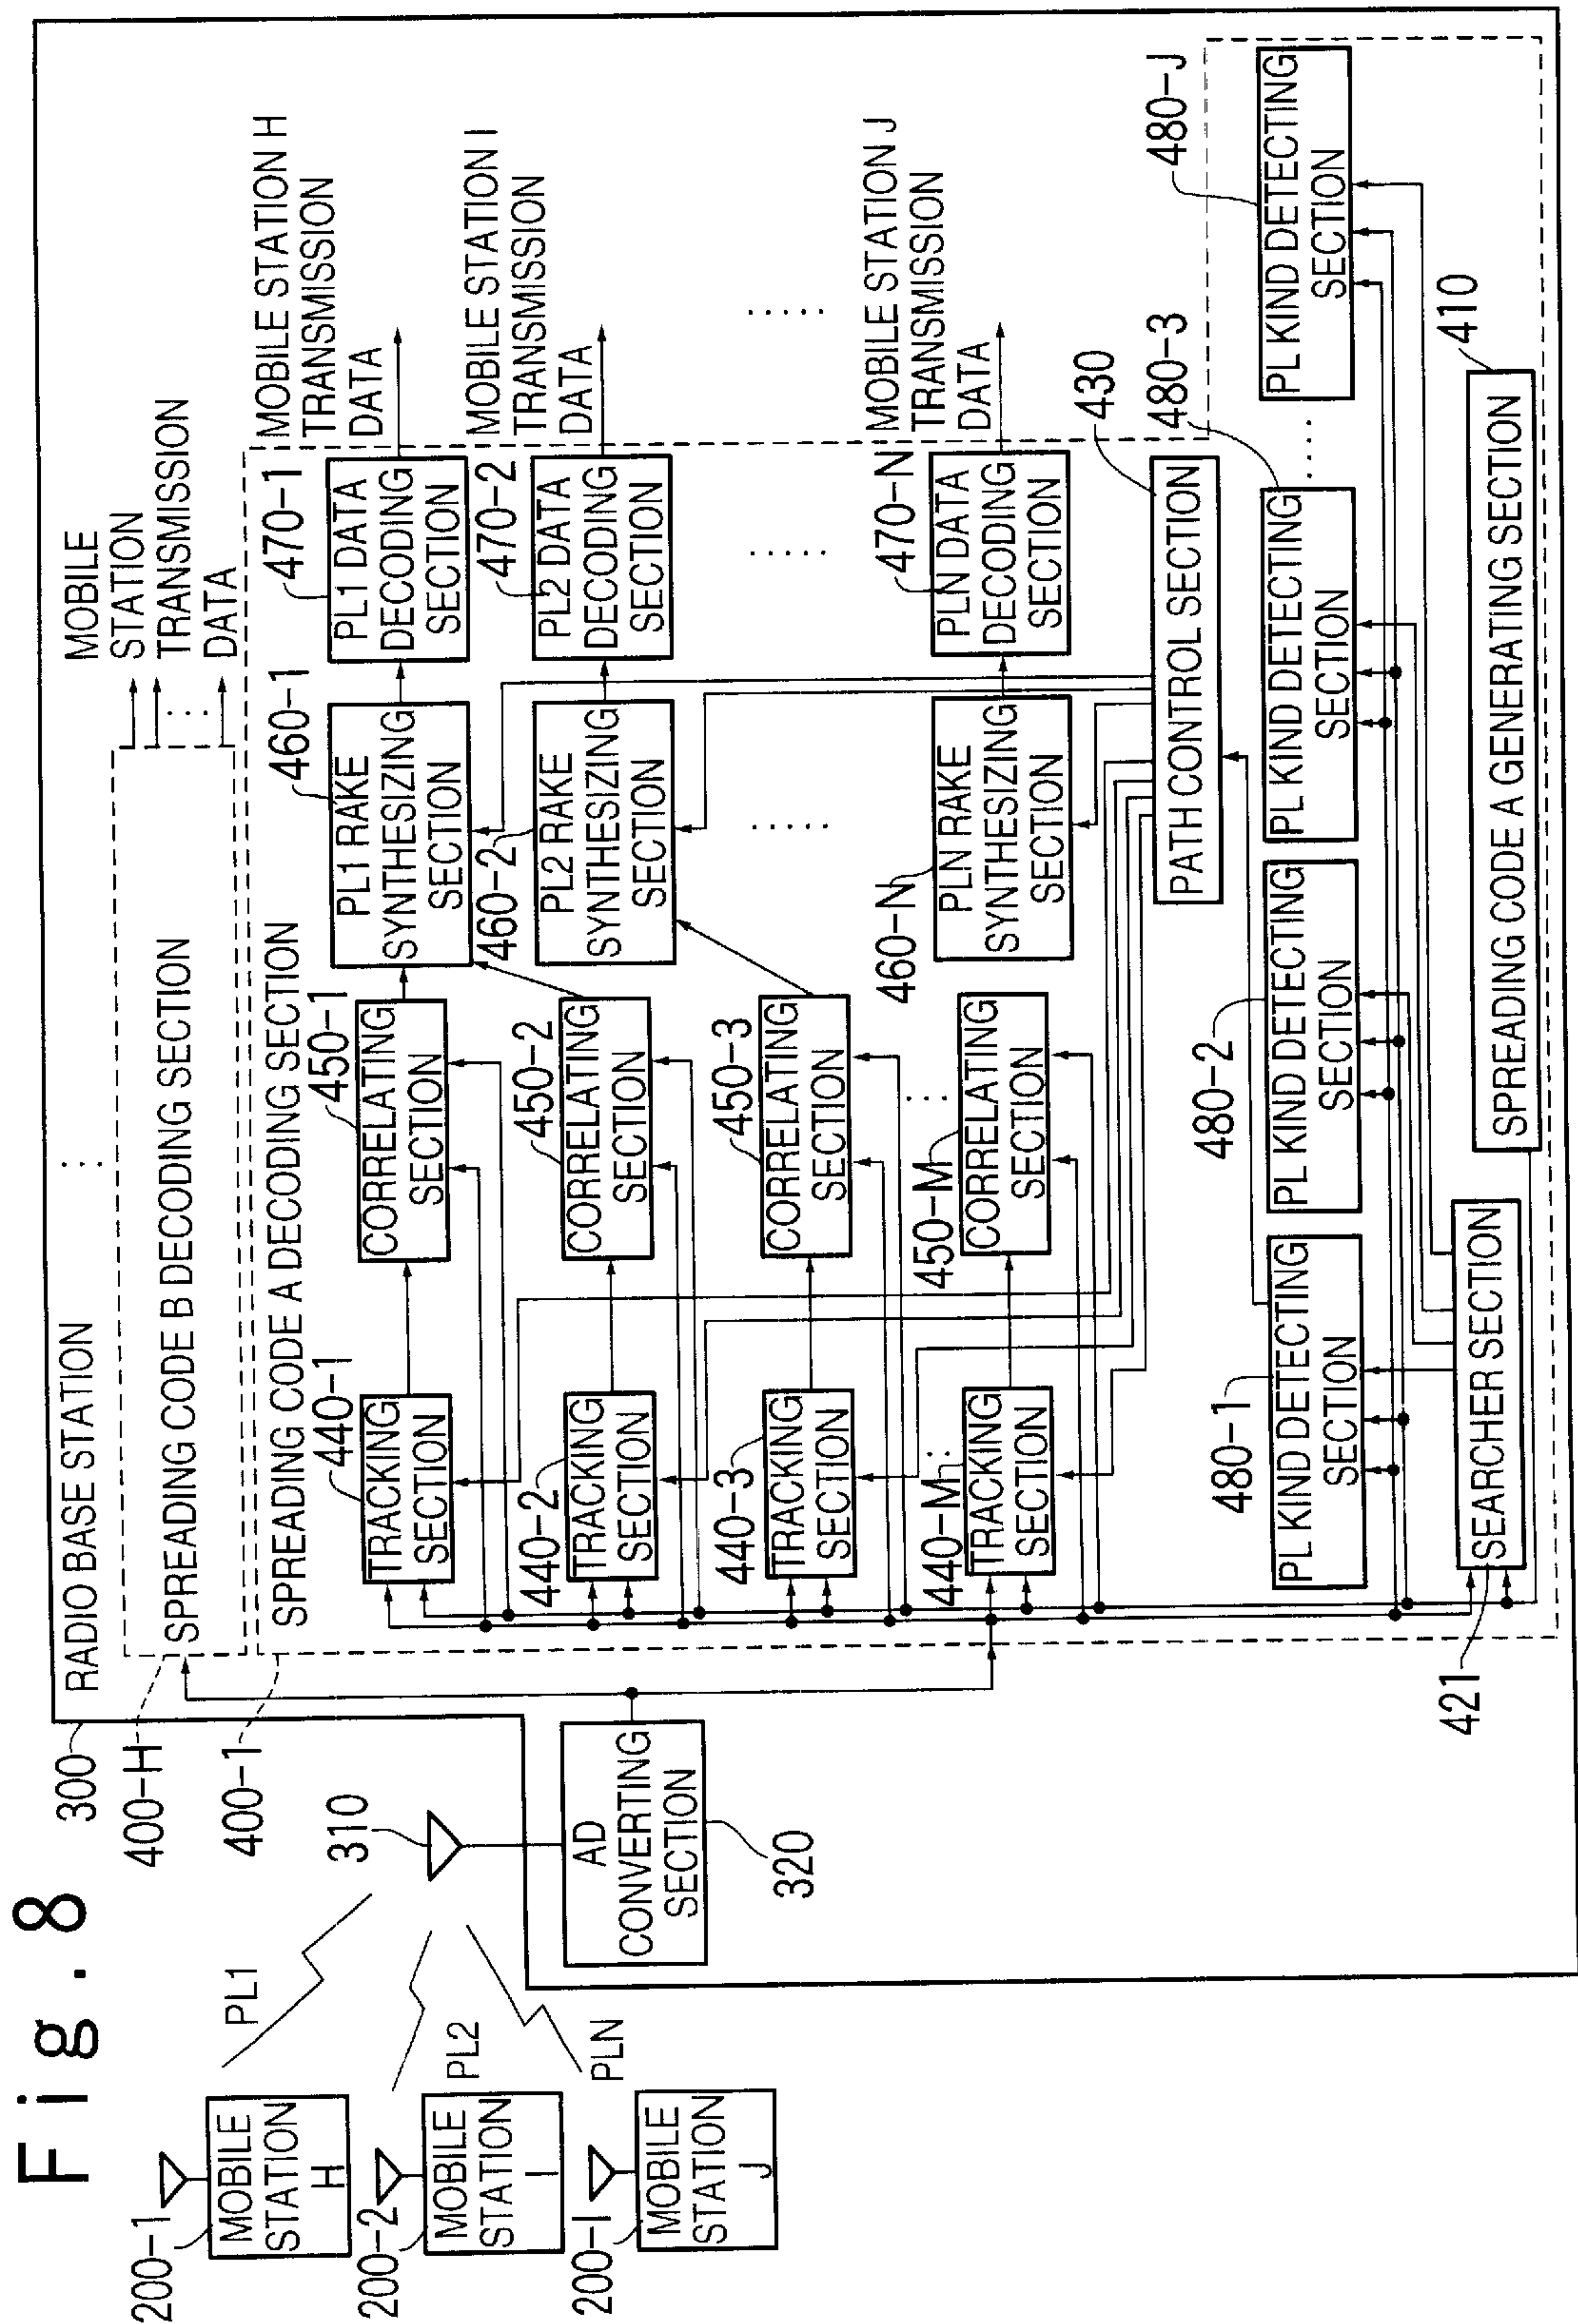 Fig. 8
200-1
MOBILE
STATION
H
200-2
MOBILE
STATION
I
200-I
MOBILE
STATION
J
PL1
PL2
PLN
310
AD
CONVERTING
SECTION
320
300
RADIO BASE STATION
400-H
SPREADING CODE B DECODING SECTION
MOBILE
STATION
TRANSMISSION
DATA
400-1
SPREADING CODE A DECODING SECTION
440-1
TRACKING
SECTION
450-1
CORRELATING
SECTION
460-1
PL1 RAKE
SYNTHESIZING
SECTION
470-1
PL1 DATA
DECODING
SECTION
MOBILE STATION H
TRANSMISSION
DATA
440-2
TRACKING
SECTION
450-2
CORRELATING
SECTION
460-2
PL2 RAKE
SYNTHESIZING
SECTION
470-2
PL2 DATA
DECODING
SECTION
MOBILE STATION I
TRANSMISSION
DATA
440-3
TRACKING
SECTION
450-3
CORRELATING
SECTION
440-M
TRACKING
SECTION
450-M
CORRELATING
SECTION
460-N
PLN RAKE
SYNTHESIZING
SECTION
470-N
PLN DATA
DECODING
SECTION
MOBILE STATION J
TRANSMISSION
DATA
PATH CONTROL SECTION
430
480-1
PL KIND DETECTING
SECTION
480-2
PL KIND DETECTING
SECTION
480-3
PL KIND DETECTING
SECTION
480-J
PL KIND DETECTING
SECTION
421
SEARCHER SECTION
SPREADING CODE A GENERATING SECTION
410